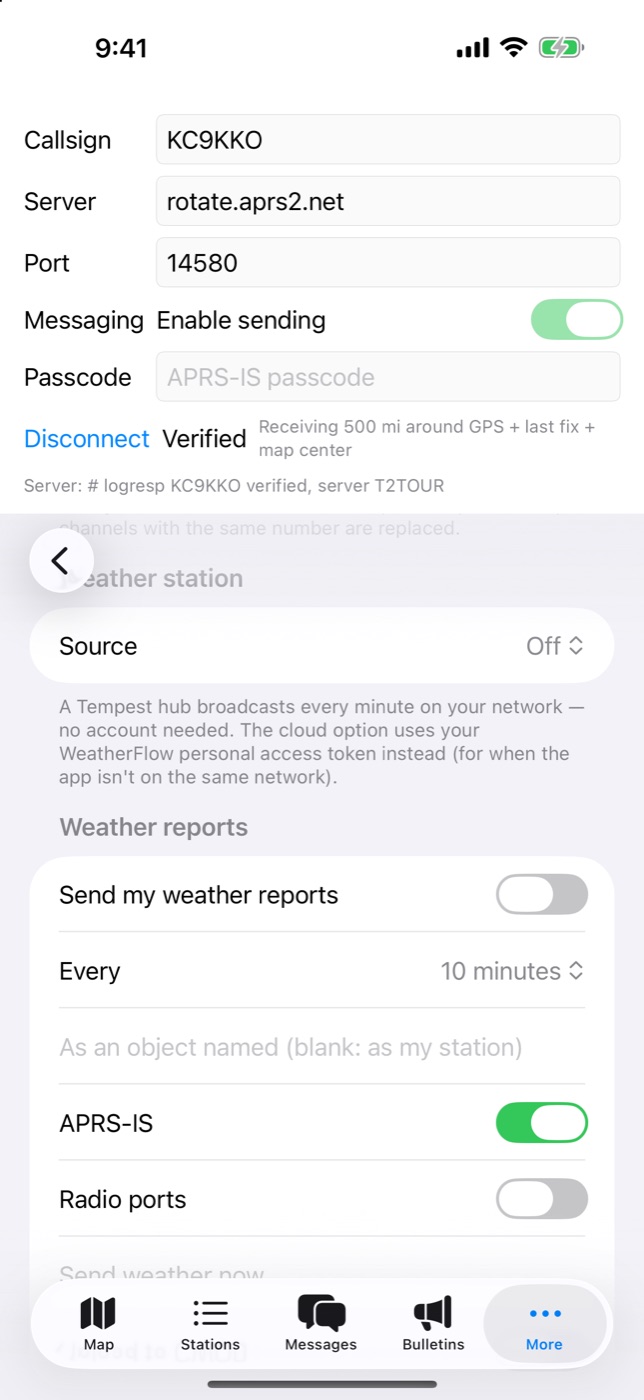 9:41
Callsign KC9KKO
Server rotate.aprs2.net
Port 14580
Messaging Enable sending
Passcode APRS-IS passcode
Disconnect Verified Receiving 500 mi around GPS + last fix +
map center
Server: # logresp KC9KKO verified, server T2TOUR
channels with the same number are replaced.
Weather station
Source Off
A Tempest hub broadcasts every minute on your network —
no account needed. The cloud option uses your
WeatherFlow personal access token instead (for when the
app isn't on the same network).
Weather reports
Send my weather reports
Every 10 minutes
As an object named (blank: as my station)
APRS-IS
Radio ports
Send weather now
Map Stations Messages Bulletins More